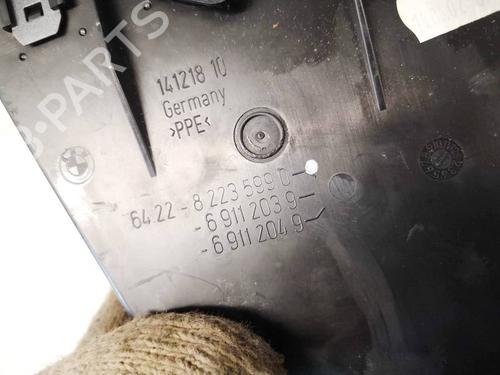 141218 10
Germany
>PPE<
64.22 - 8 223 599 D
- 6 911 203 9
- 6 911 204 9
B-PARTS